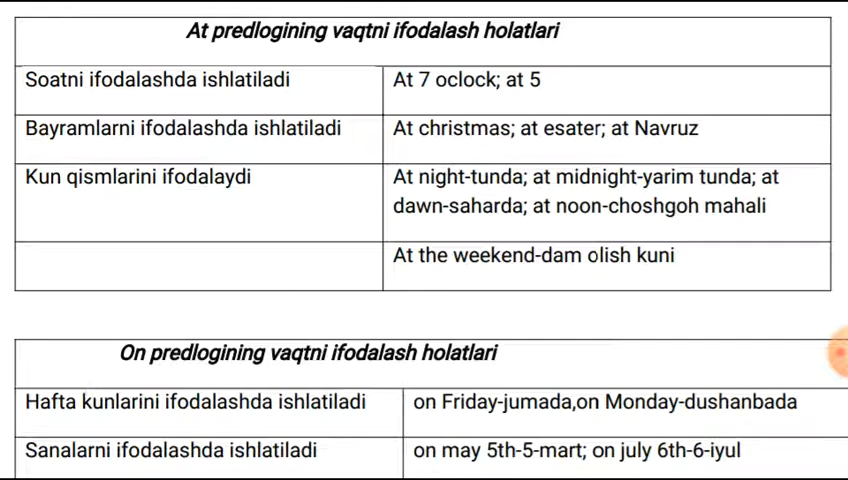 At predlogining vaqtni ifodalash holatlari
Soatni ifodalashda ishlatiladi
At 7 oclock; at 5
Bayramlarni ifodalashda ishlatiladi
At christmas; at esater; at Navruz
Kun qismlarini ifodalaydi
At night-tunda; at midnight-yarim tunda; at
dawn-saharda; at noon-choshgoh mahali
At the weekend-dam olish kuni
On predlogining vaqtni ifodalash holatlari
Hafta kunlarini ifodalashda ishlatiladi
on Friday-jumada,on Monday-dushanbada
Sanalarni ifodalashda ishlatiladi
on may 5th-5-mart; on july 6th-6-iyul